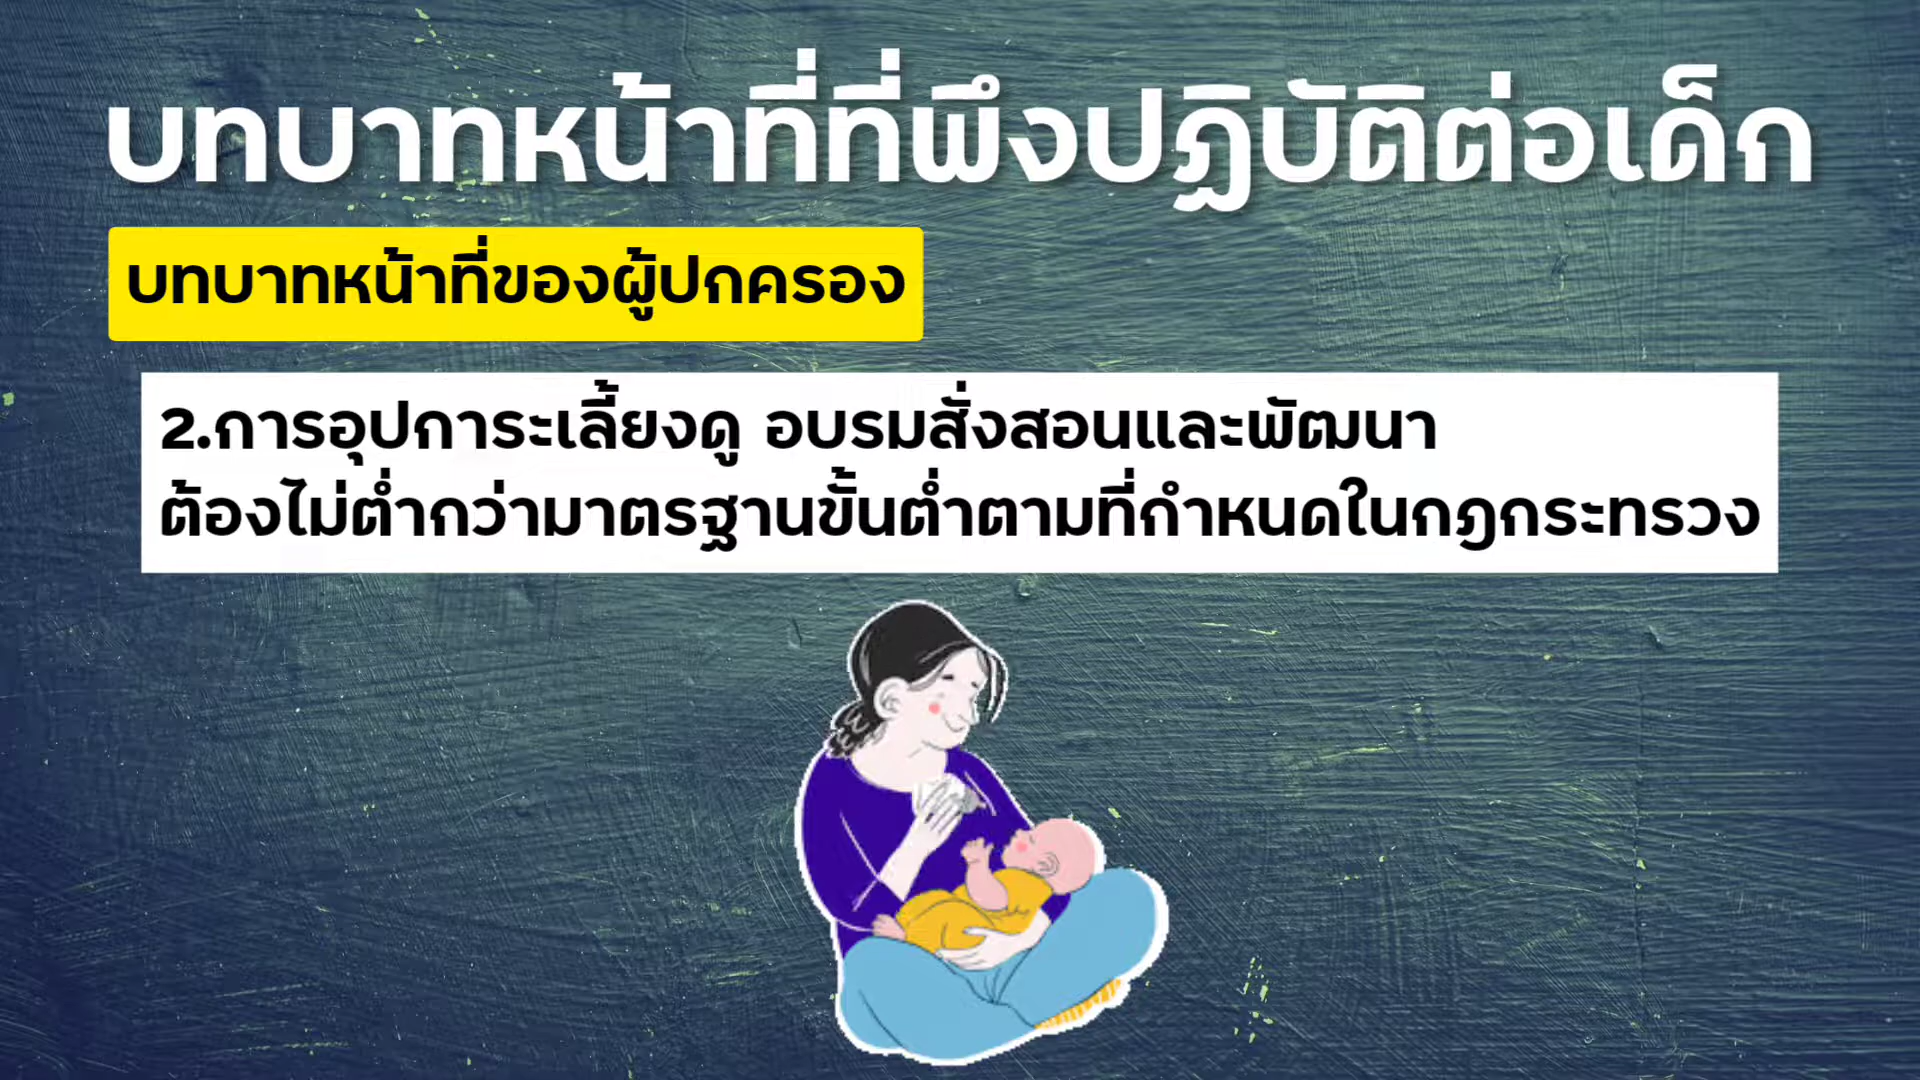 บทบาทหน้าที่ที่พึงปฏิบัติต่อเด็ก
บทบาทหน้าที่ของผู้ปกครอง
2.การอุปการะเลี้ยงดู อบรมสั่งสอนและพัฒนา
ต้องไม่ต่ำกว่ามาตรฐานขั้นต่ำตามที่กำหนดในกฎกระทรวง